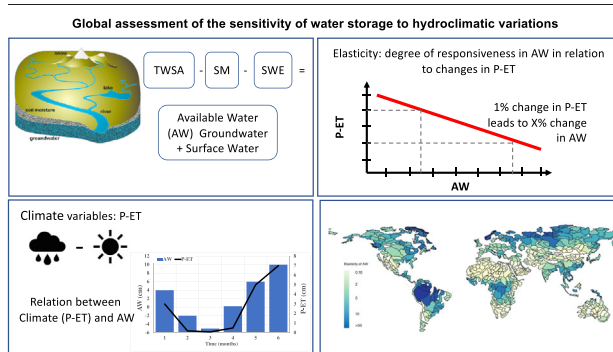 Global assessment of the sensitivity of water storage to hydroclimatic variations
snow
lake
river
soil moisture
groundwater
TWSA - SM - SWE =
Available Water
(AW) Groundwater
+ Surface Water
Elasticity: degree of responsiveness in AW in relation
to changes in P-ET
P-ET
1% change in P-ET
leads to X% change
in AW
AW
Climate variables: P-ET
-
Relation between
Climate (P-ET) and AW
AW P-ET
AW (cm)
12
10
8
6
4
2
0
-2
-4
-6
8
7
6
5
4
3
2
1
0
P-ET (cm)
1 2 3 4 5 6
Time (months)